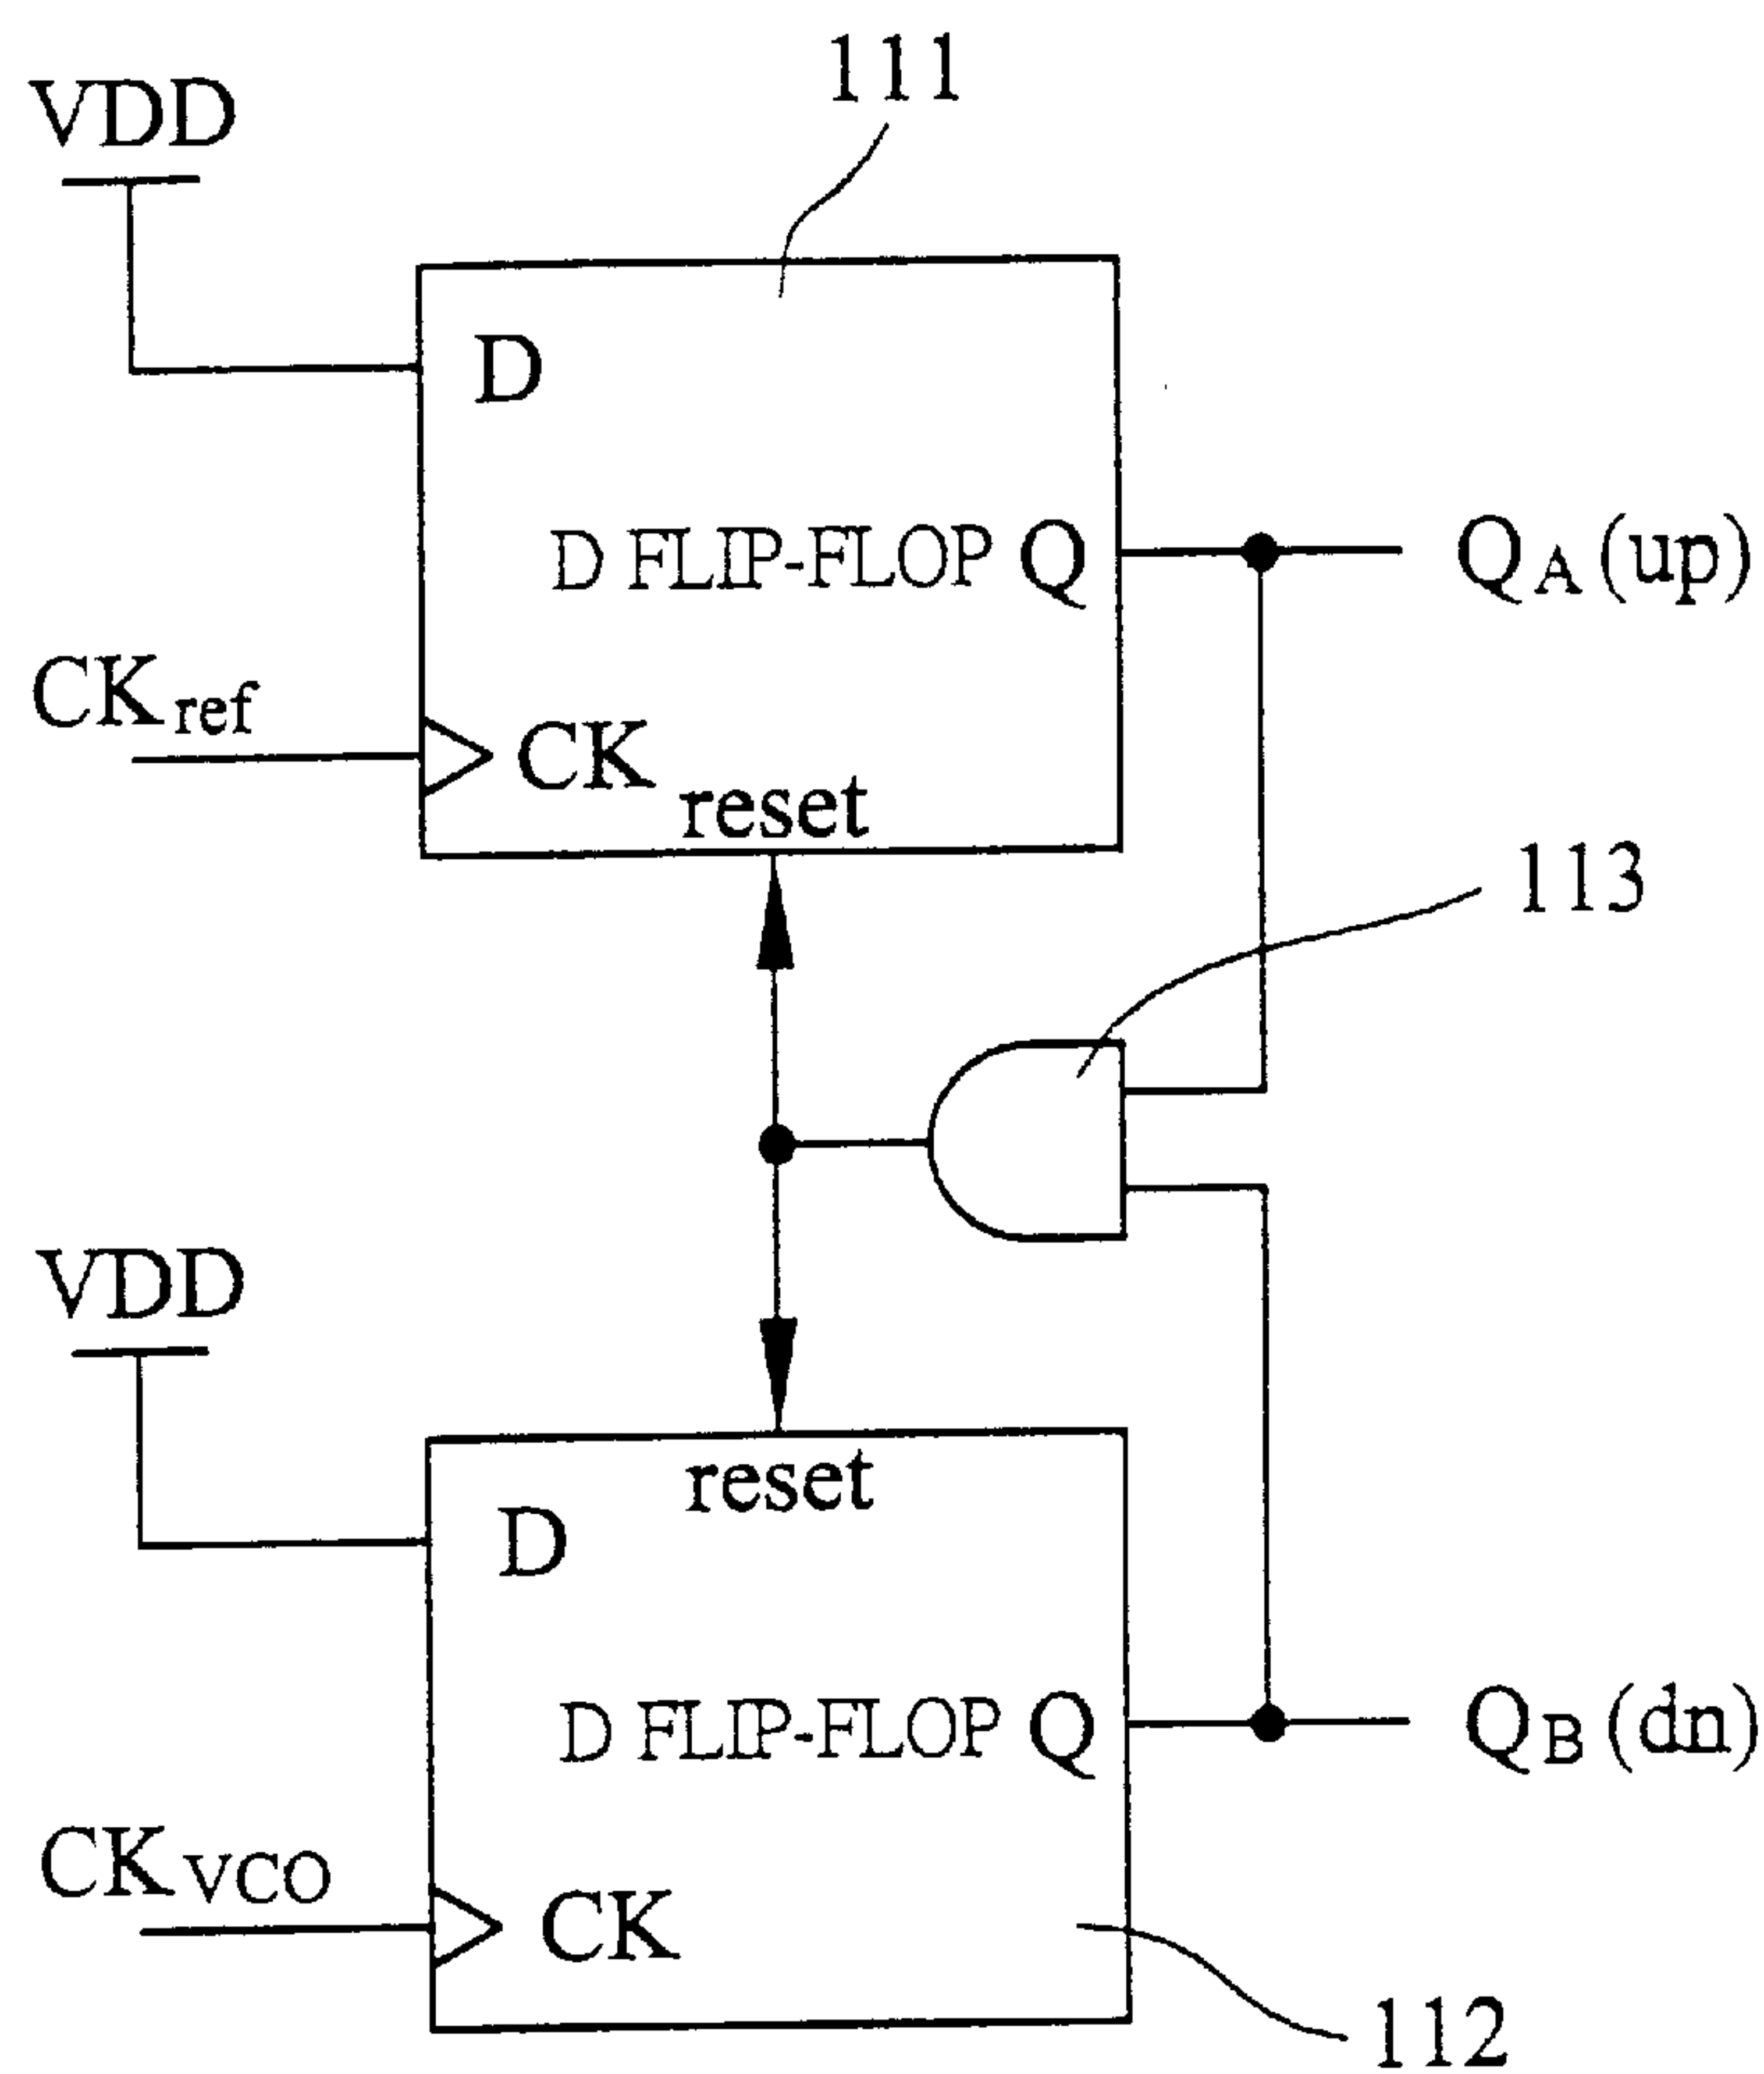 111
VDD
D
D FLIP-FLOP Q
QA (up)
CKref
CK
reset
113
VDD
reset
D
D FLIP-FLOP Q
QB (dn)
CKVCO
CK
112